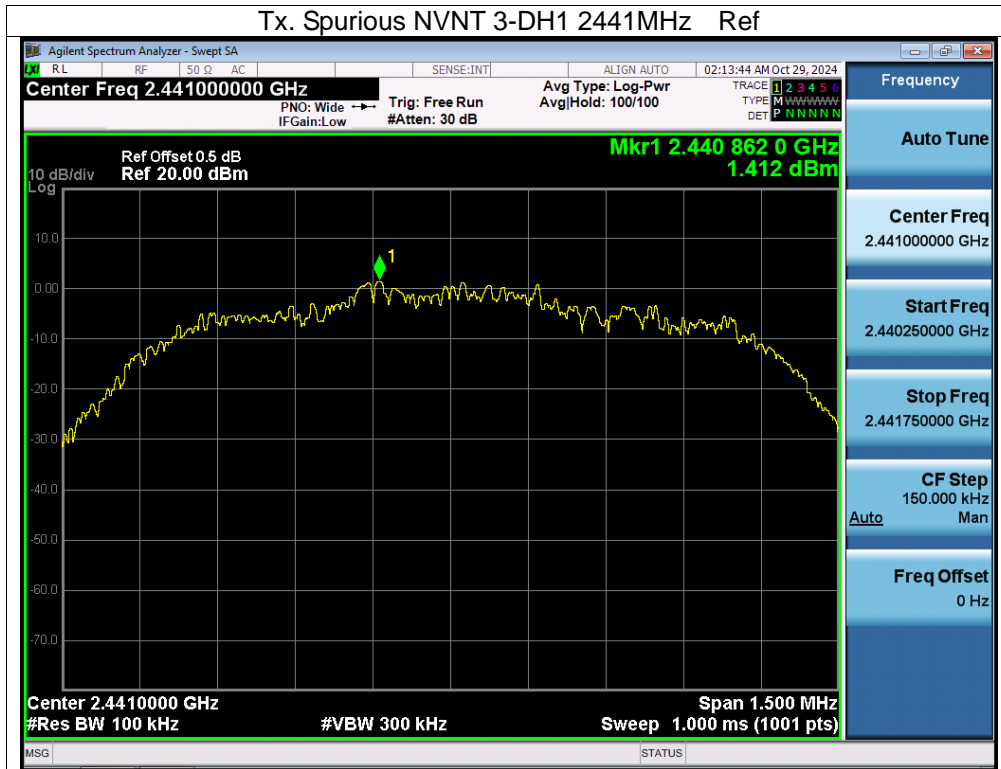 Tx. Spurious NVNT 3-DH1 2441MHz Ref
Agilent Spectrum Analyzer - Swept SA
LXI RL RF 50 Ω AC SENSE:INT ALIGN AUTO 02:13:44 AM Oct 29, 2024
Center Freq 2.441000000 GHz
PNO: Wide
IFGain:Low
Trig: Free Run
#Atten: 30 dB
Avg Type: Log-Pwr
Avg|Hold: 100/100
TRACE 1 2 3 4 5 6
TYPE M WWWWW
DET P N N N N N
Mkr1 2.440 862 0 GHz
1.412 dBm
Ref Offset 0.5 dB
10 dB/div Ref 20.00 dBm
Log
10.0
0.00
-10.0
-20.0
-30.0
-40.0
-50.0
-60.0
-70.0
1
Center 2.4410000 GHz Span 1.500 MHz
#Res BW 100 kHz #VBW 300 kHz Sweep 1.000 ms (1001 pts)
MSG STATUS
Frequency
Auto Tune
Center Freq
2.441000000 GHz
Start Freq
2.440250000 GHz
Stop Freq
2.441750000 GHz
CF Step
150.000 kHz
Auto Man
Freq Offset
0 Hz